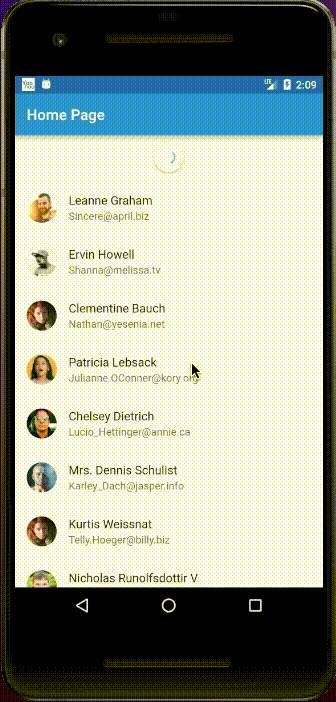 LTE
2:09
Home Page
Leanne Graham
Sincere@april.biz
Ervin Howell
Shanna@melissa.tv
Clementine Bauch
Nathan@yesenia.net
Patricia Lebsack
Julianne.OConner@kory.org
Chelsey Dietrich
Lucio_Hettinger@annie.ca
Mrs. Dennis Schulist
Karley_Dach@jasper.info
Kurtis Weissnat
Telly.Hoeger@billy.biz
Nicholas Runolfsdottir V